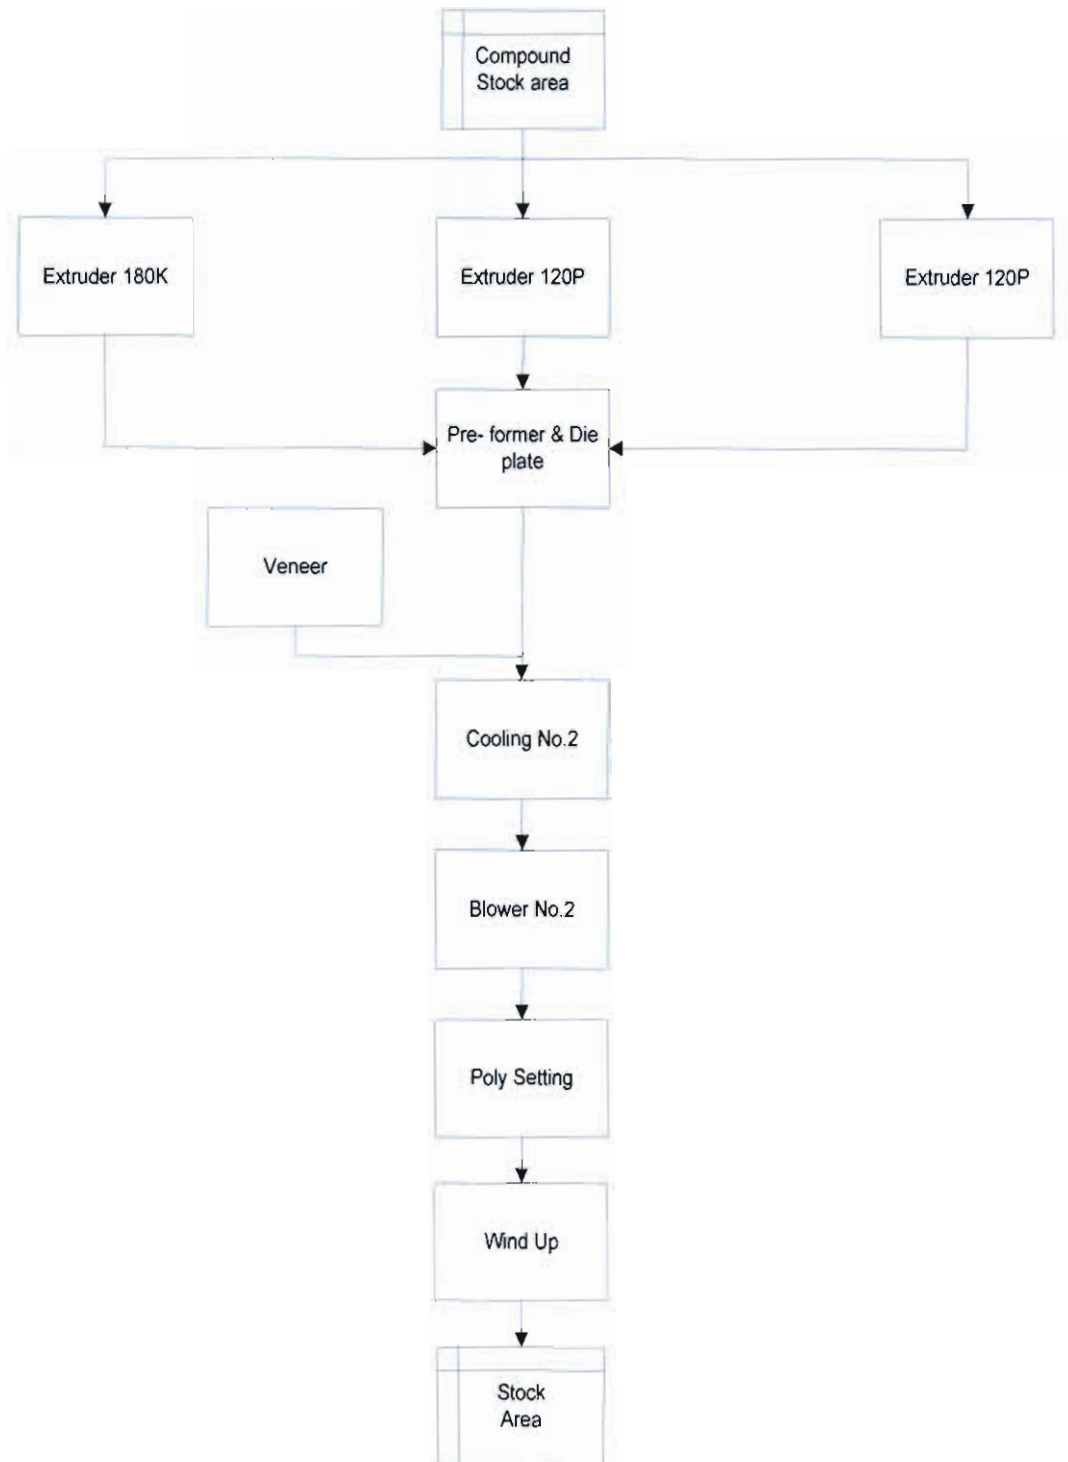 Compound
Stock area
Extruder 180K
Extruder 120P
Extruder 120P
Pre- former & Die
plate
Veneer
Cooling No.2
Blower No.2
Poly Setting
Wind Up
Stock
Area